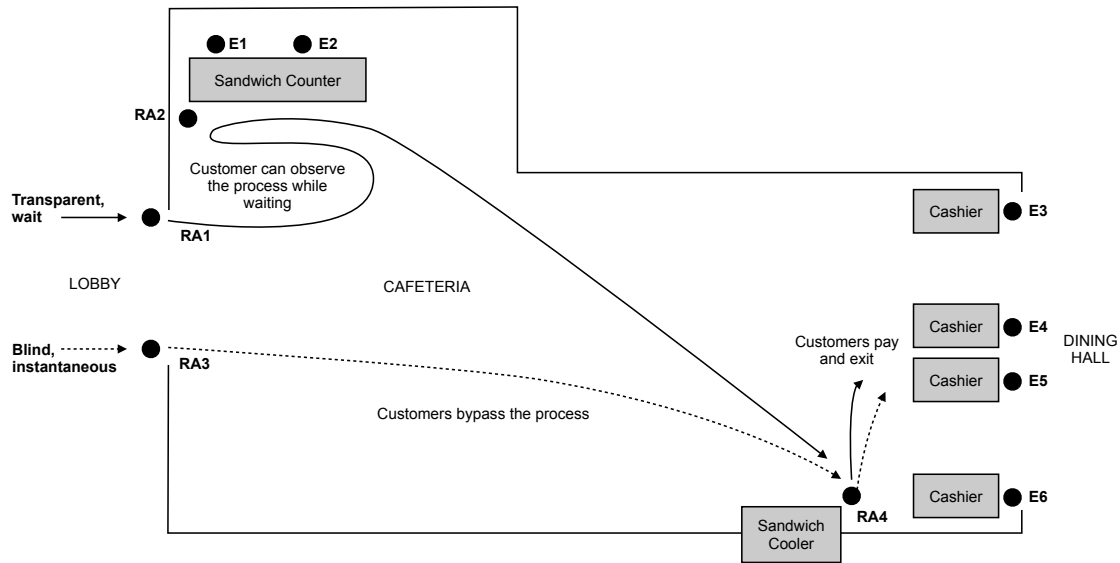 E1
E2
Sandwich Counter
RA2
Customer can observe
the process while
waiting
Transparent,
wait
RA1
Cashier
E3
LOBBY
CAFETERIA
Cashier
E4
Blind,
instantaneous
RA3
Customers pay
and exit
DINING
HALL
Cashier
E5
Customers bypass the process
Cashier
E6
RA4
Sandwich
Cooler